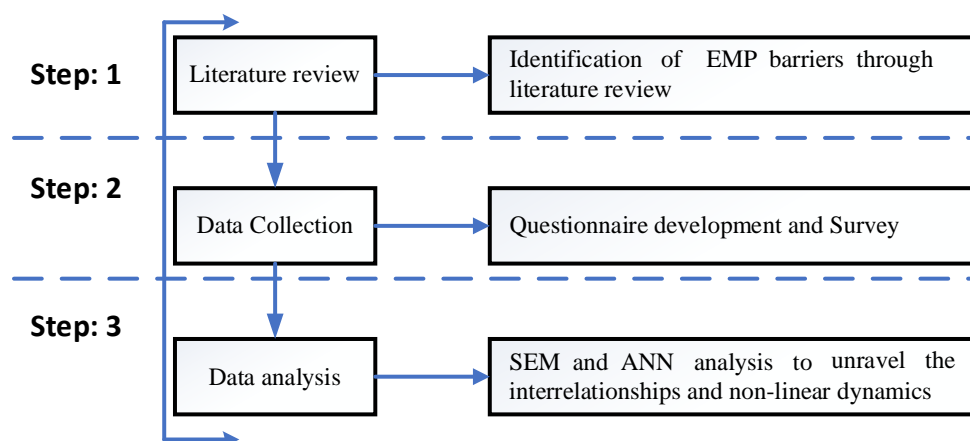 Step: 1
Literature review
Identification of EMP barriers through
literature review
Step: 2
Data Collection
Questionnaire development and Survey
Step: 3
Data analysis
SEM and ANN analysis to unravel the
interrelationships and non-linear dynamics